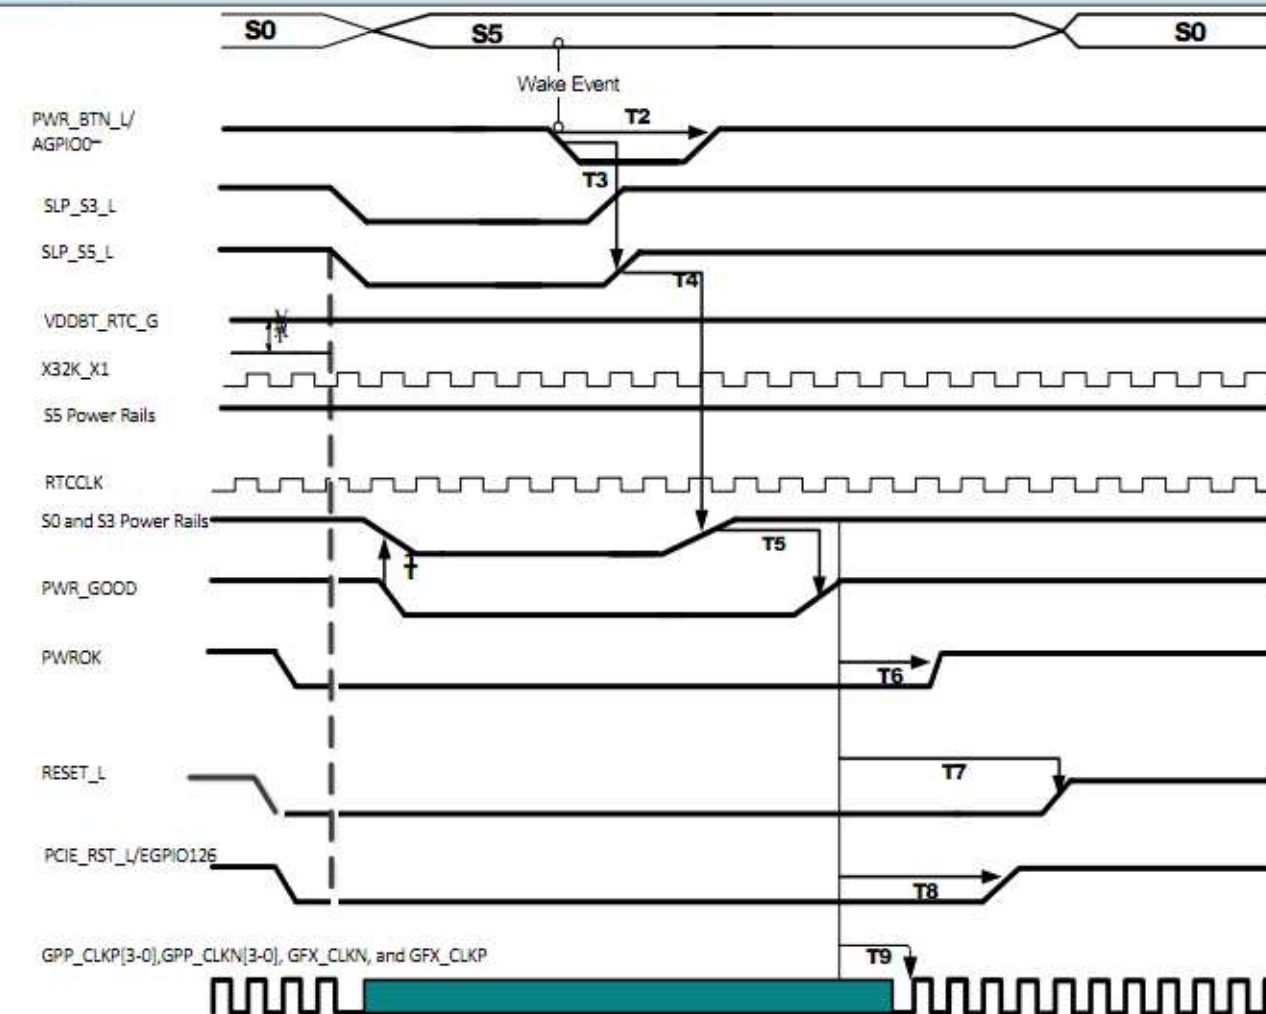 S0 S5 S0
Wake Event
PWR_BTN_L/
AGPIO0~
T2
T3
SLP_S3_L
SLP_S5_L
T4
VDDBT_RTC_G
X32K_X1
S5 Power Rails
RTCCLK
S0 and S3 Power Rails
T5
T
PWR_GOOD
PWROK
T6
RESET_L
T7
PCIE_RST_L/EGPIO126
T8
GPP_CLKP[3-0],GPP_CLKN[3-0], GFX_CLKN, and GFX_CLKP
T9